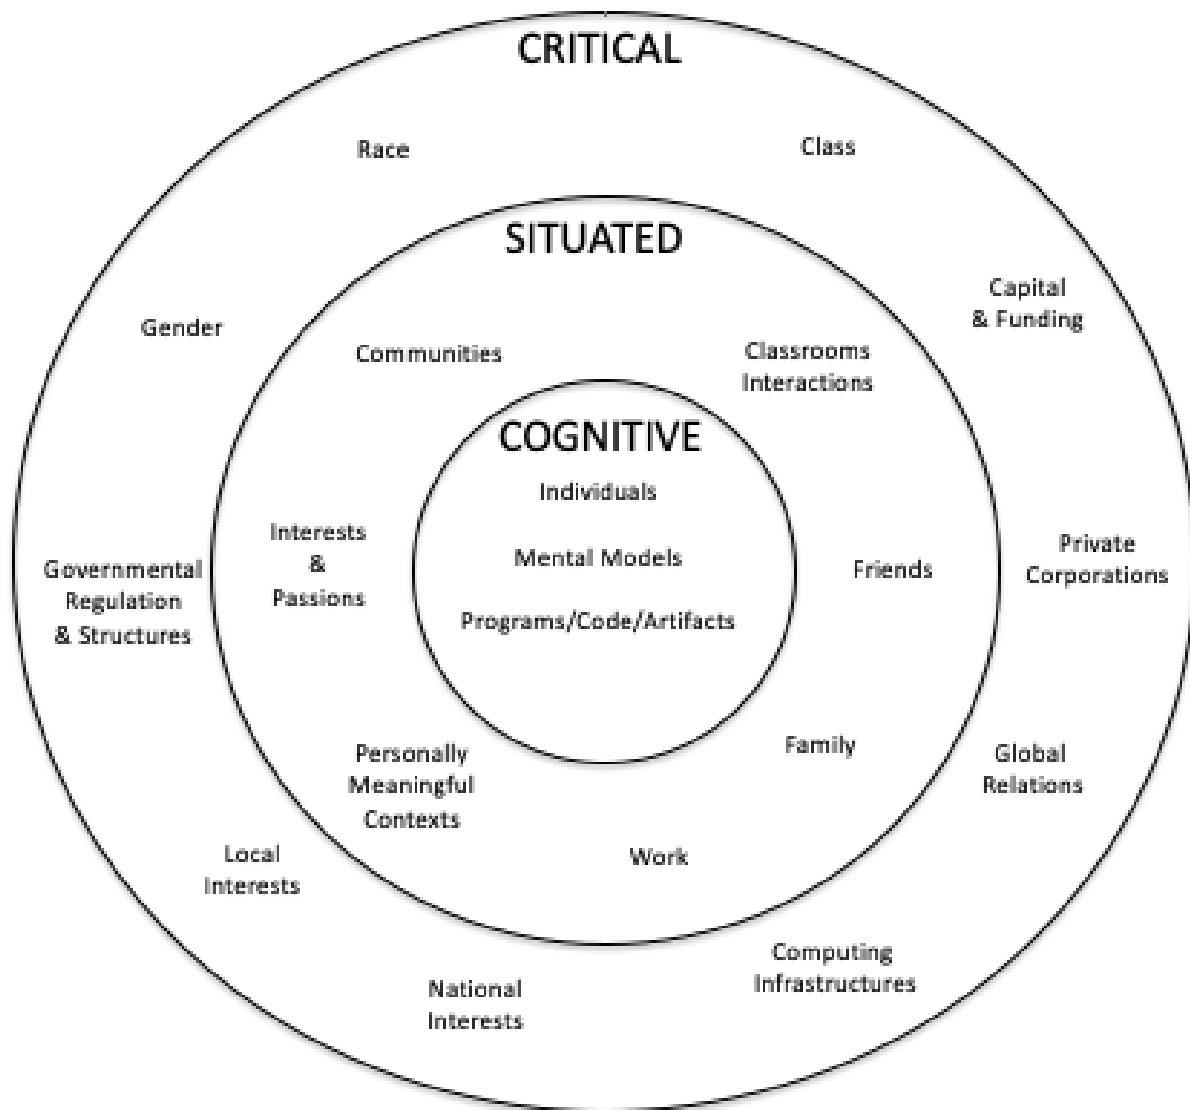 CRITICAL
Race
Class
SITUATED
Capital
& Funding
Gender
Communities
Classrooms
Interactions
COGNITIVE
Individuals
Interests
&
Passions
Mental Models
Friends
Private
Corporations
Governmental
Regulation
& Structures
Programs/Code/Artifacts
Personally
Meaningful
Contexts
Family
Global
Relations
Local
Interests
Work
Computing
Infrastructures
National
Interests